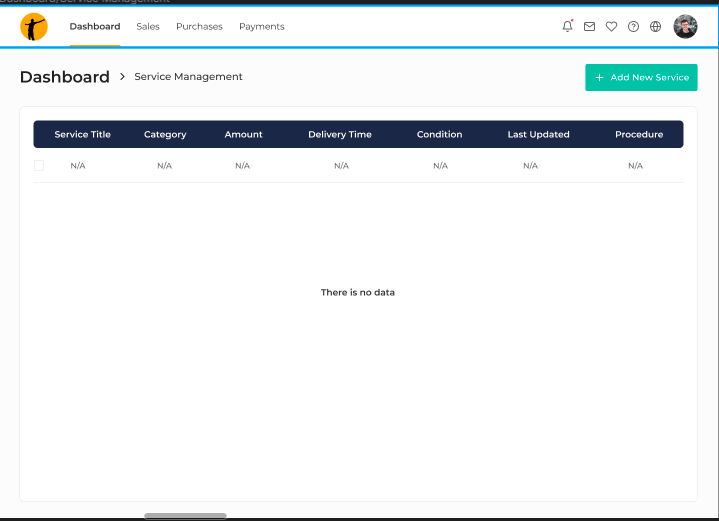 Dashboard/Service Management
Dashboard Sales Purchases Payments
Dashboard > Service Management
+ Add New Service
Service Title Category Amount Delivery Time Condition Last Updated Procedure
N/A N/A N/A N/A N/A N/A N/A
There is no data